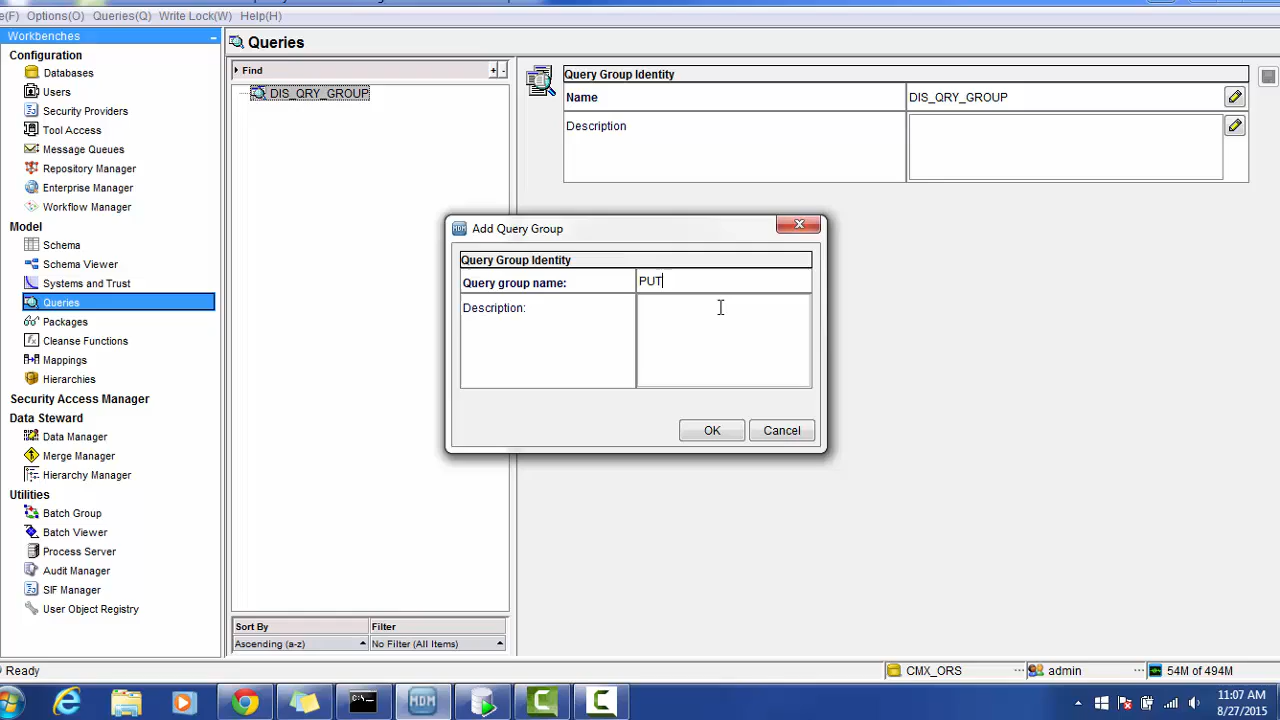 e(F) Options(O) Queries(Q) Write Lock(W) Help(H)
Workbenches
Configuration
Databases
Users
Security Providers
Tool Access
Message Queues
Repository Manager
Enterprise Manager
Workflow Manager
Model
Schema
Schema Viewer
Systems and Trust
Queries
Packages
Cleanse Functions
Mappings
Hierarchies
Security Access Manager
Data Steward
Data Manager
Merge Manager
Hierarchy Manager
Utilities
Batch Group
Batch Viewer
Process Server
Audit Manager
SIF Manager
User Object Registry
Queries
Find + -
DIS_QRY_GROUP
Sort By Filter
Ascending (a-z) No Filter (All Items)
Query Group Identity
Name DIS_QRY_GROUP
Description
MDM Add Query Group
Query Group Identity
Query group name: PUT
Description:
OK Cancel
Ready CMX_ORS admin 54M of 494M
C:\_ MDM
11:07 AM
8/27/2015